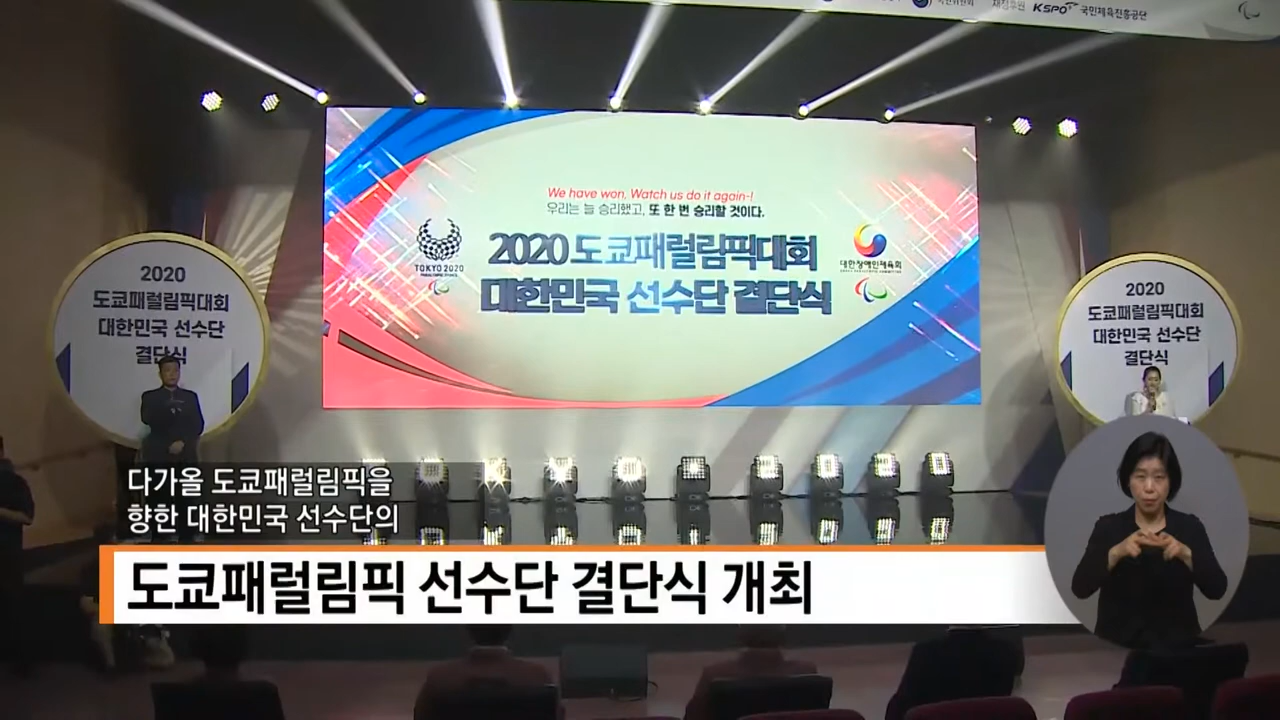 재정후원 KSPO 국민체육진흥공단
We have won, Watch us do it again~!
우리는 늘 승리했고, 또 한 번 승리할 것이다.
2020 도쿄패럴림픽대회
대한민국 선수단 결단식
TOKYO 2020
대한장애인체육회
2020
도쿄패럴림픽대회
대한민국 선수단
결단식
2020
도쿄패럴림픽대회
대한민국 선수단
결단식
다가올 도쿄패럴림픽을
향한 대한민국 선수단의
도쿄패럴림픽 선수단 결단식 개최